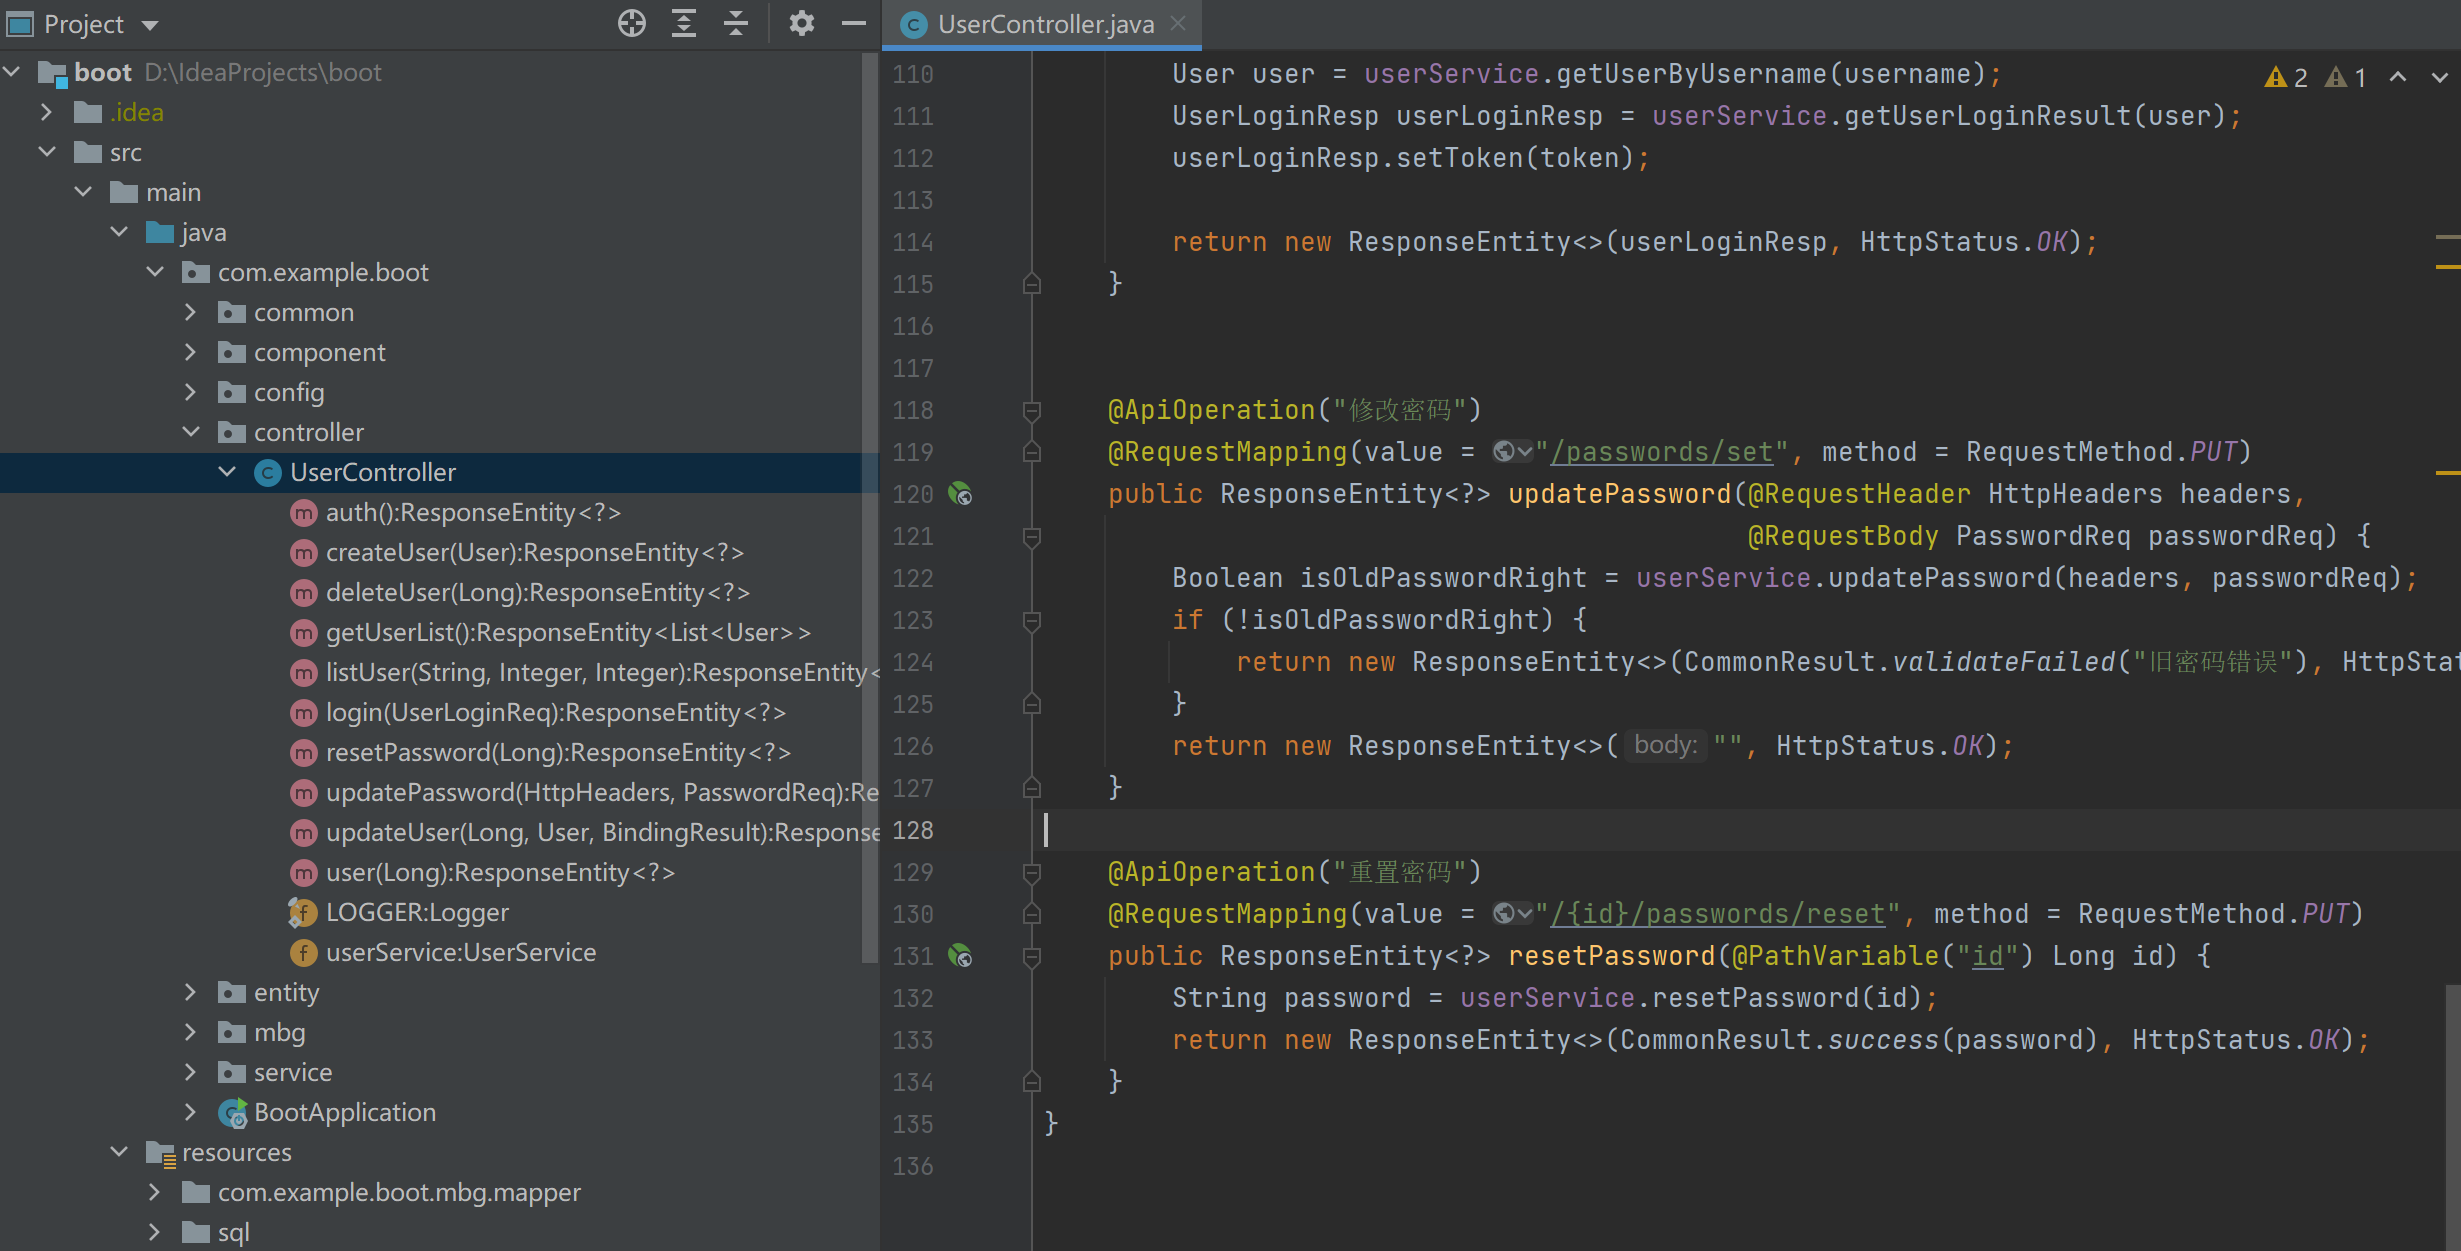 Project
boot D:\IdeaProjects\boot
.idea
src
main
java
com.example.boot
common
component
config
controller
UserController
auth():ResponseEntity<?>
createUser(User):ResponseEntity<?>
deleteUser(Long):ResponseEntity<?>
getUserList():ResponseEntity<List<User>>
listUser(String, Integer, Integer):ResponseEntity<
login(UserLoginReq):ResponseEntity<?>
resetPassword(Long):ResponseEntity<?>
updatePassword(HttpHeaders, PasswordReq):Re
updateUser(Long, User, BindingResult):Response
user(Long):ResponseEntity<?>
LOGGER:Logger
userService:UserService
entity
mbg
service
BootApplication
resources
com.example.boot.mbg.mapper
sql
UserController.java
2 1
110 User user = userService.getUserByUsername(username);
111 UserLoginResp userLoginResp = userService.getUserLoginResult(user);
112 userLoginResp.setToken(token);
113
114 return new ResponseEntity<>(userLoginResp, HttpStatus.OK);
115 }
116
117
118 @ApiOperation("修改密码")
119 @RequestMapping(value = "/passwords/set", method = RequestMethod.PUT)
120 public ResponseEntity<?> updatePassword(@RequestHeader HttpHeaders headers,
121 @RequestBody PasswordReq passwordReq) {
122 Boolean isOldPasswordRight = userService.updatePassword(headers, passwordReq);
123 if (!isOldPasswordRight) {
124 return new ResponseEntity<>(CommonResult.validateFailed("旧密码错误"), HttpStat
125 }
126 return new ResponseEntity<>( body: "", HttpStatus.OK);
127 }
128
129 @ApiOperation("重置密码")
130 @RequestMapping(value = "/{id}/passwords/reset", method = RequestMethod.PUT)
131 public ResponseEntity<?> resetPassword(@PathVariable("id") Long id) {
132 String password = userService.resetPassword(id);
133 return new ResponseEntity<>(CommonResult.success(password), HttpStatus.OK);
134 }
135 }
136